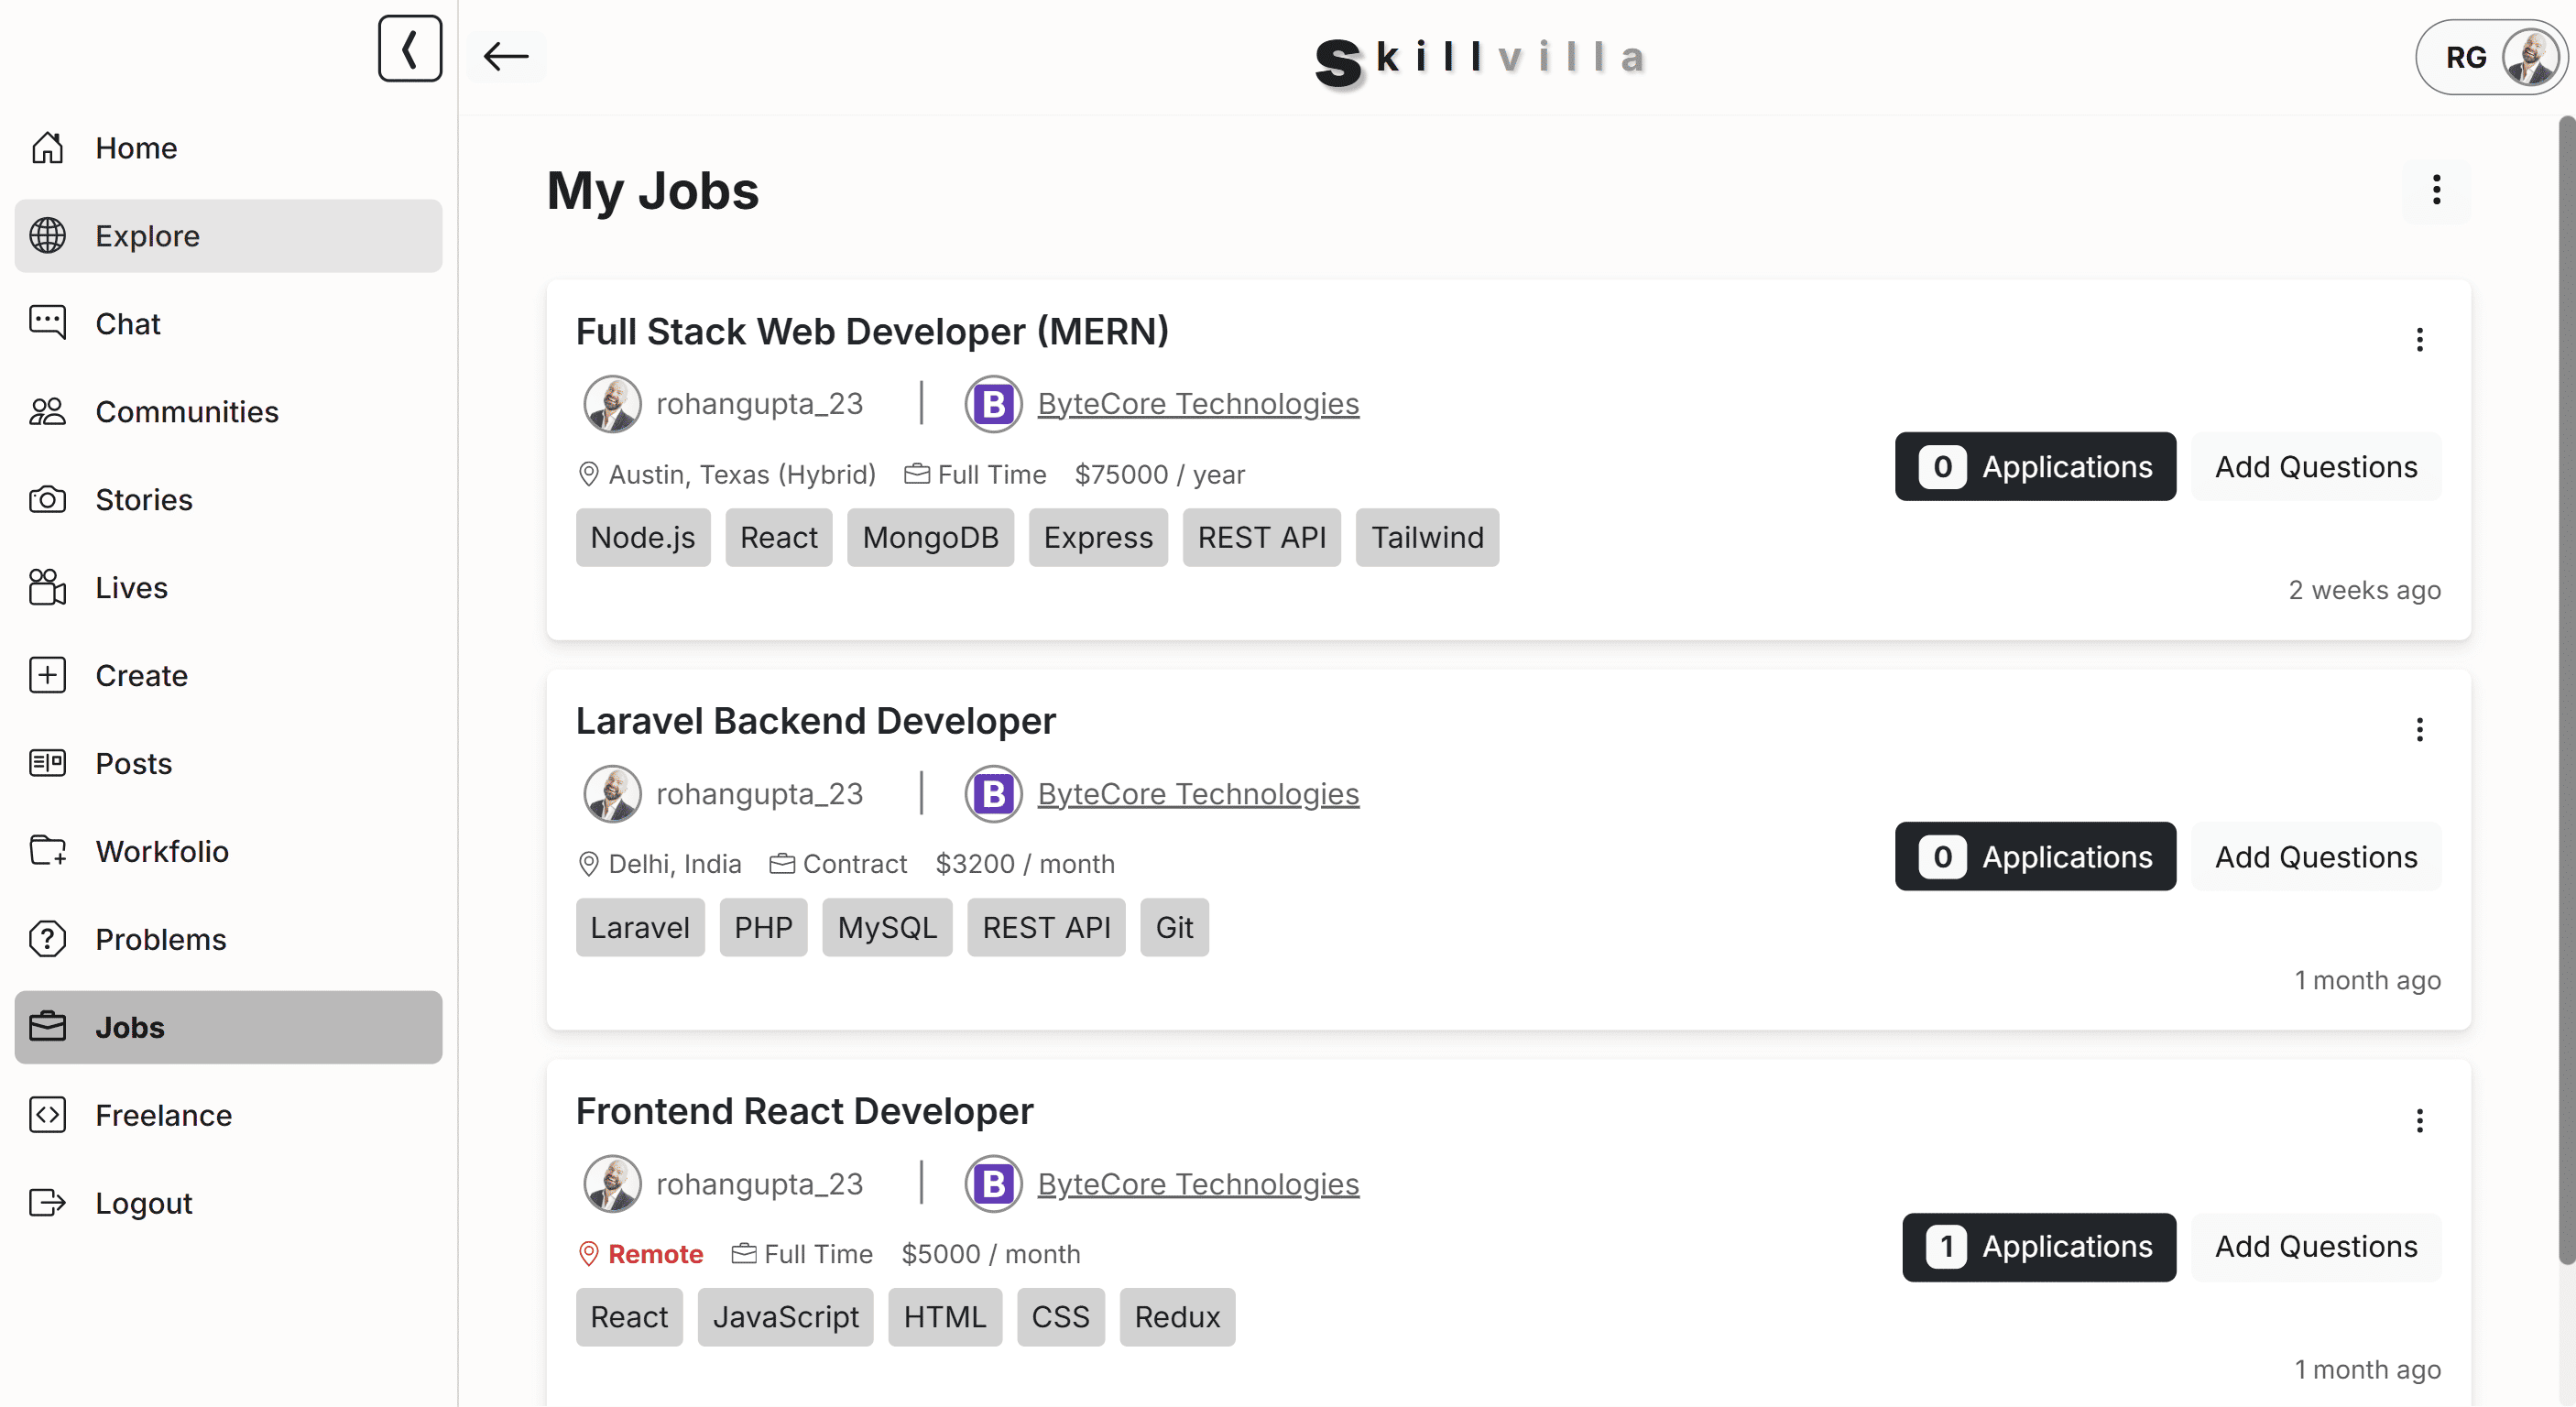 Skillvilla
RG
Home
Explore
Chat
Communities
Stories
Lives
Create
Posts
Workfolio
Problems
Jobs
Freelance
Logout
My Jobs
Full Stack Web Developer (MERN)
rohangupta_23 | B ByteCore Technologies
Austin, Texas (Hybrid) Full Time $75000 / year
0 Applications Add Questions
Node.js React MongoDB Express REST API Tailwind
2 weeks ago
Laravel Backend Developer
rohangupta_23 | B ByteCore Technologies
Delhi, India Contract $3200 / month
0 Applications Add Questions
Laravel PHP MySQL REST API Git
1 month ago
Frontend React Developer
rohangupta_23 | B ByteCore Technologies
Remote Full Time $5000 / month
1 Applications Add Questions
React JavaScript HTML CSS Redux
1 month ago